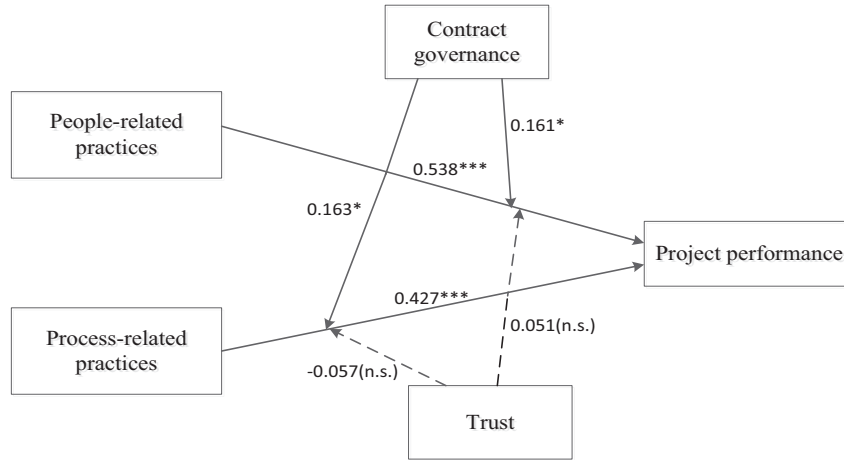 Contract
governance
People-related
practices
0.161*
0.538***
0.163*
Project performance
0.427***
Process-related
practices
0.051(n.s.)
-0.057(n.s.)
Trust